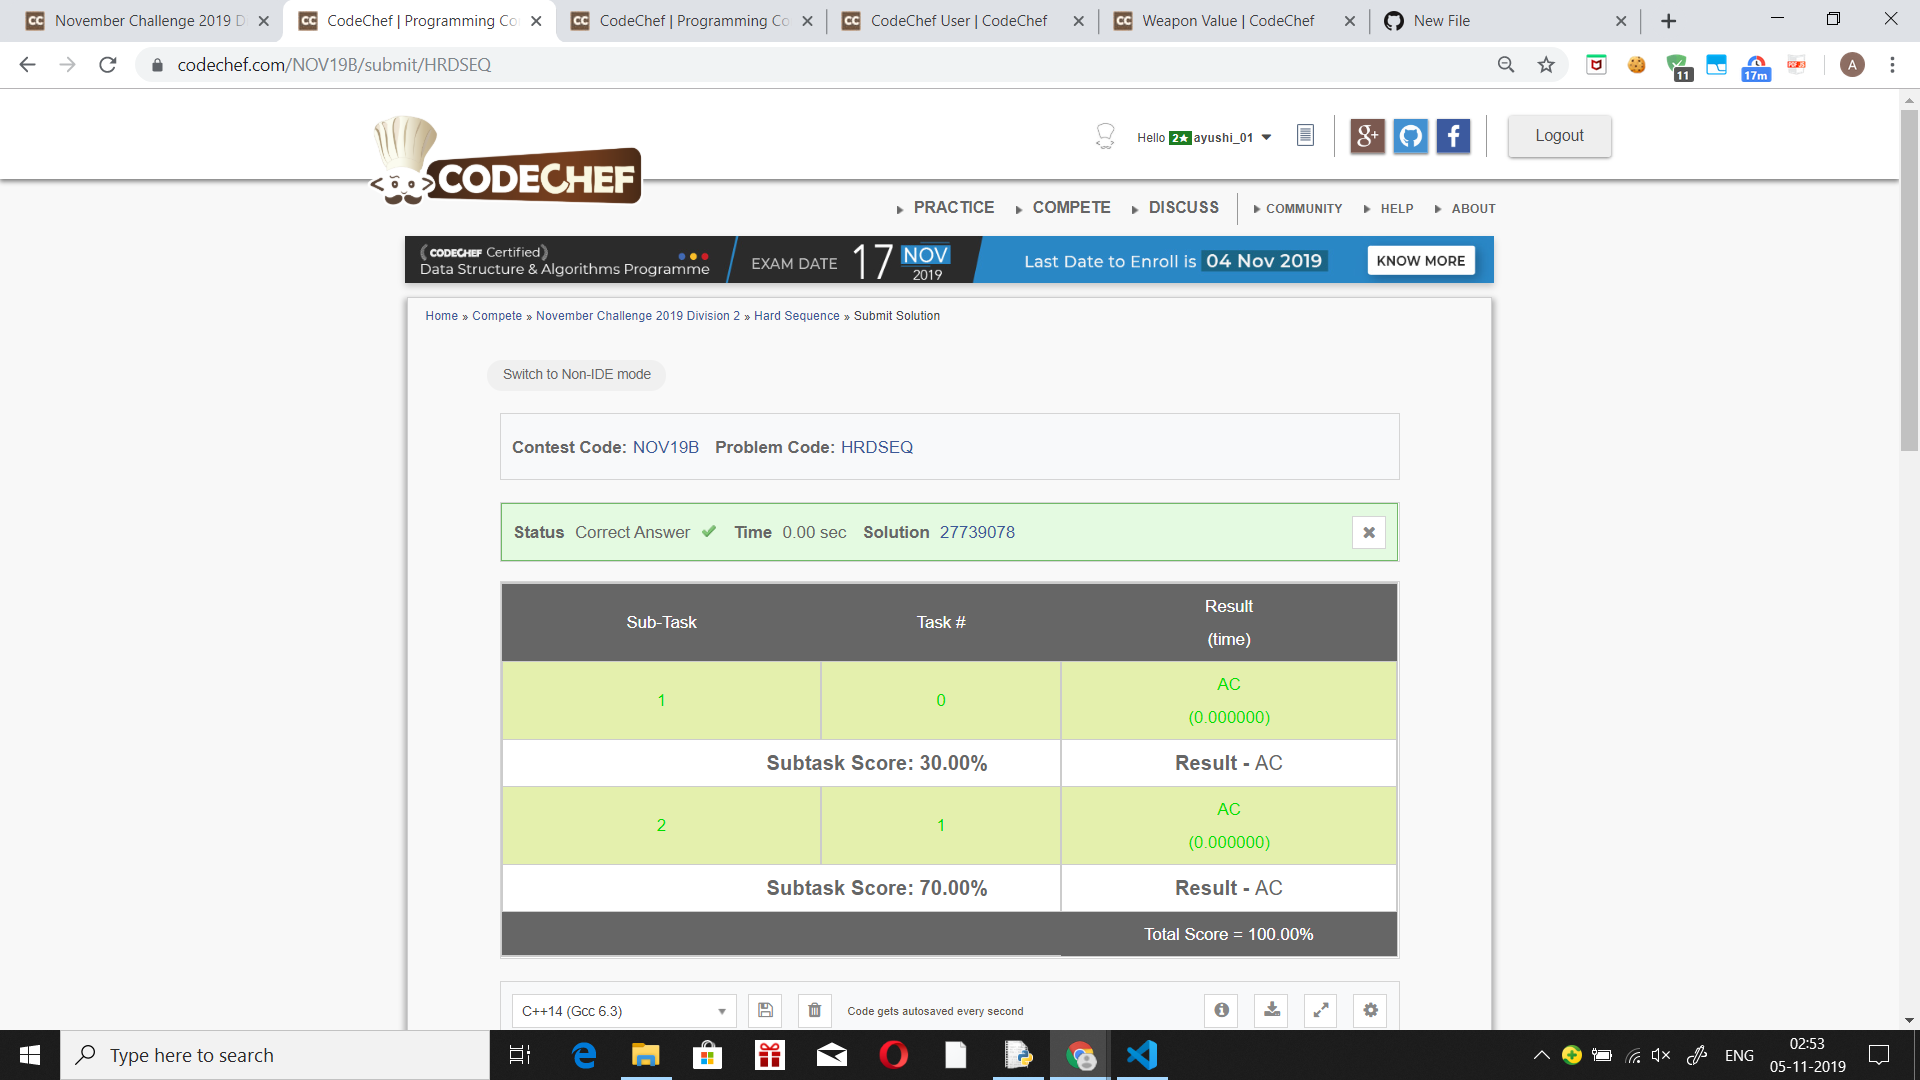 November Challenge 2019 D
CodeChef | Programming Co
CodeChef | Programming Co
CodeChef User | CodeChef
Weapon Value | CodeChef
New File
codechef.com/NOV19B/submit/HRDSEQ
11
17m
A
CODECHEF
Hello 2★ ayushi_01
Logout
PRACTICE
COMPETE
DISCUSS
COMMUNITY
HELP
ABOUT
(CODECHEF Certified)
Data Structure & Algorithms Programme
EXAM DATE 17 NOV 2019
Last Date to Enroll is 04 Nov 2019
KNOW MORE
Home » Compete » November Challenge 2019 Division 2 » Hard Sequence » Submit Solution
Switch to Non-IDE mode
Contest Code: NOV19B Problem Code: HRDSEQ
Status Correct Answer ✔ Time 0.00 sec Solution 27739078
Sub-Task Task # Result
(time)
1 0 AC
(0.000000)
Subtask Score: 30.00% Result - AC
2 1 AC
(0.000000)
Subtask Score: 70.00% Result - AC
Total Score = 100.00%
C++14 (Gcc 6.3)
Code gets autosaved every second
Type here to search
ENG
02:53
05-11-2019